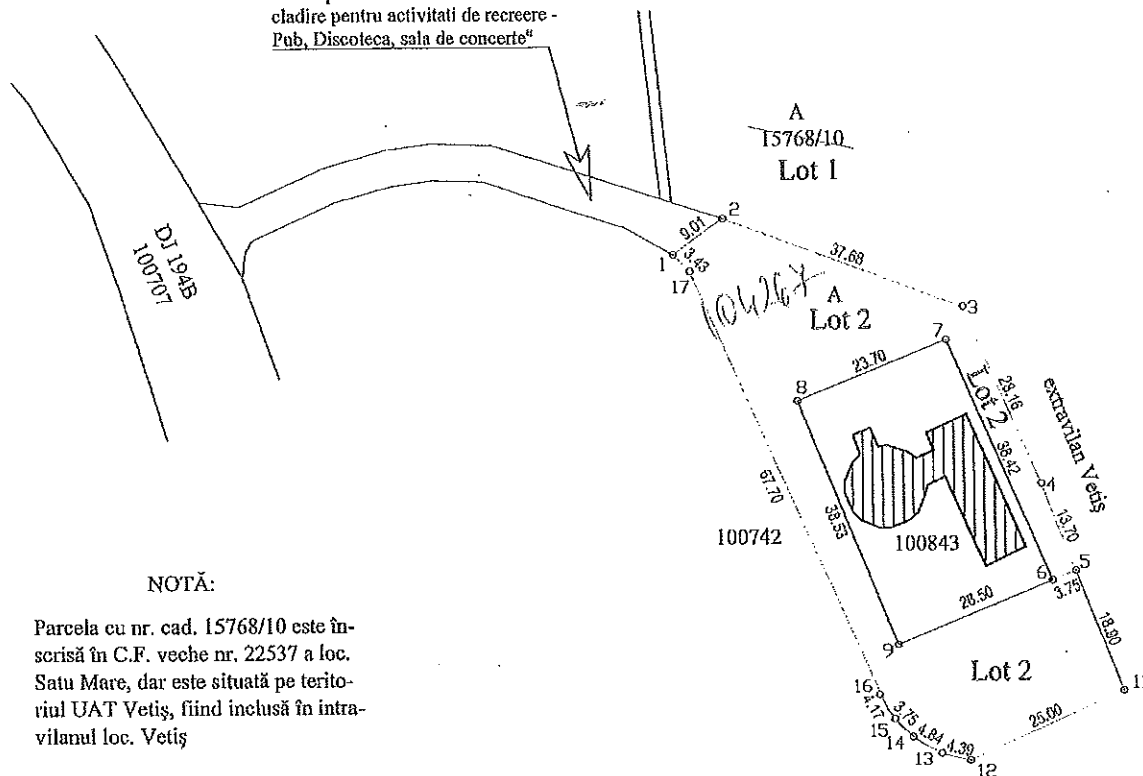 cladire pentru activitati de recreere -
Pub, Discoteca, sala de concerte"
A
15768/10
Lot 1
2
9.01
1
3.43
17
37.68
3
DJ 194B
100707
104267
A
Lot 2
7
23.70
8
Lot 2
28.16
extravilan Vetiș
38.42
4
67.70
38.53
13.70
100742
100843
5
6
3.75
28.50
18.90
9
Lot 2
16
4.17
15
3.75
14
4.84
13
4.39
12
25.00
NOTĂ:
Parcela cu nr. cad. 15768/10 este în-
scrisă în C.F. veche nr. 22537 a loc.
Satu Mare, dar este situată pe terito-
riul UAT Vetiș, fiind inclusă în intra-
vilanul loc. Vetiș